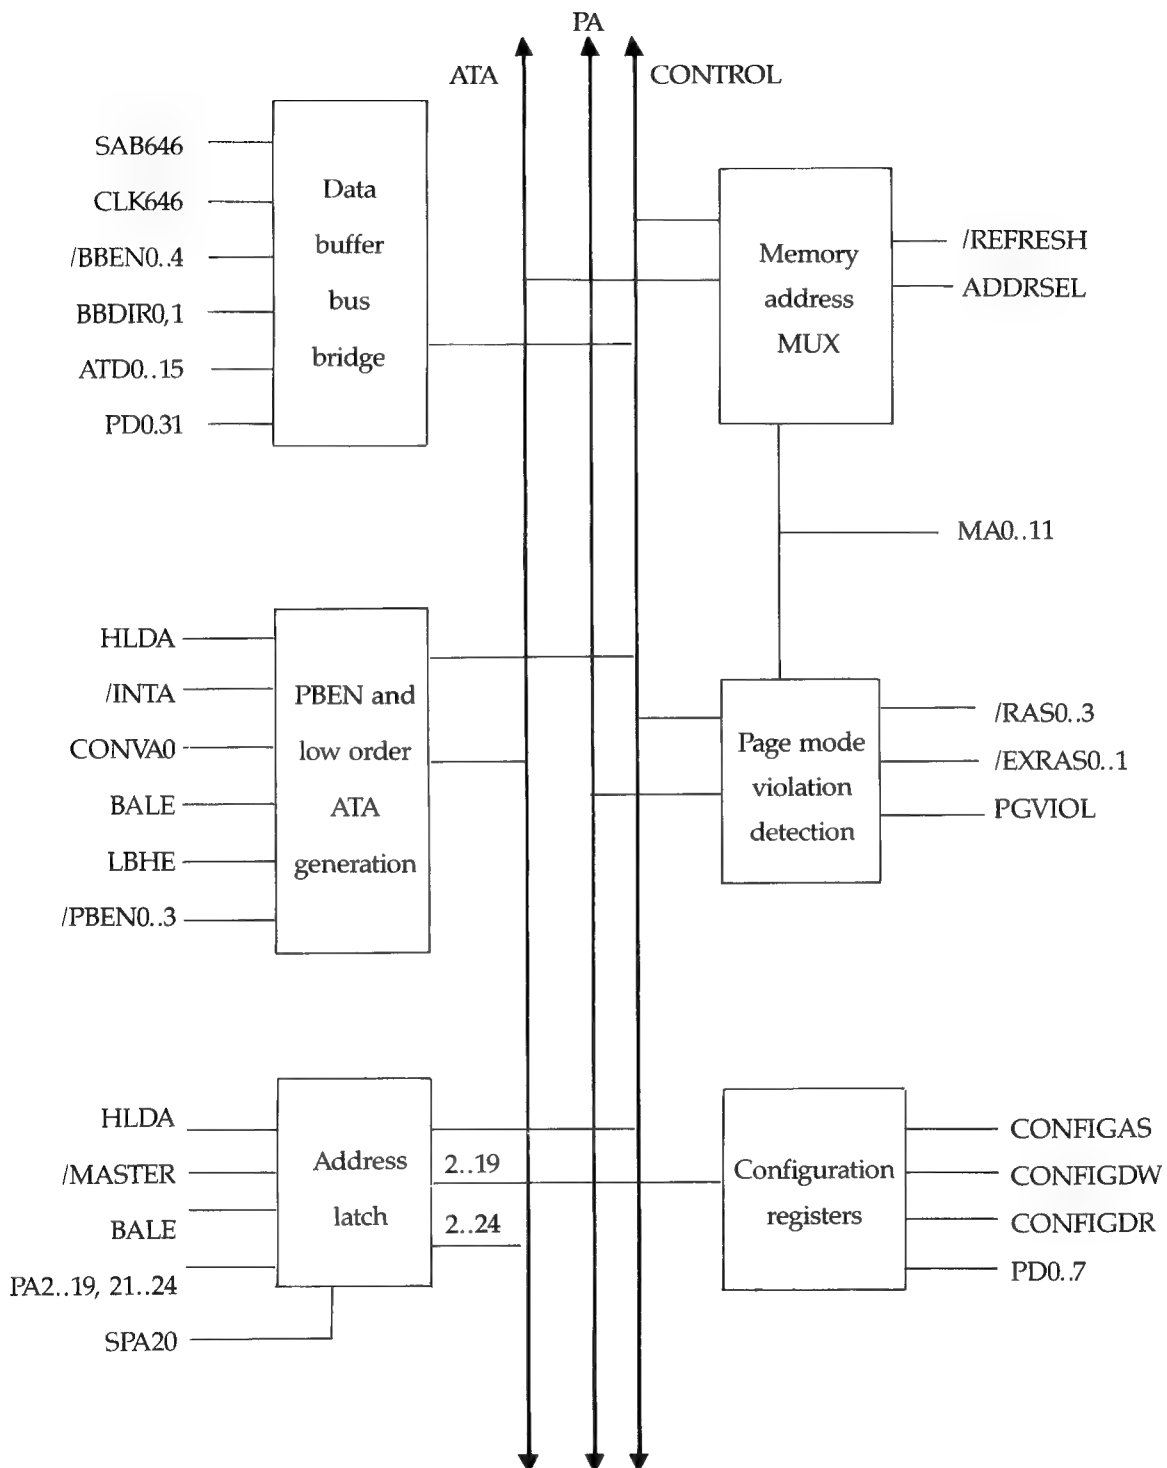 PA
ATA
CONTROL
SAB646
CLK646
/BBEN0..4
BBDIR0,1
ATD0..15
PD0.31
Data
buffer
bus
bridge
Memory
address
MUX
/REFRESH
ADDRSEL
MA0..11
HLDA
/INTA
CONVA0
BALE
LBHE
/PBEN0..3
PBEN and
low order
ATA
generation
Page mode
violation
detection
/RAS0..3
/EXRAS0..1
PGVIOL
HLDA
/MASTER
BALE
PA2..19, 21..24
SPA20
Address
latch
2..19
2..24
Configuration
registers
CONFIGAS
CONFIGDW
CONFIGDR
PD0..7